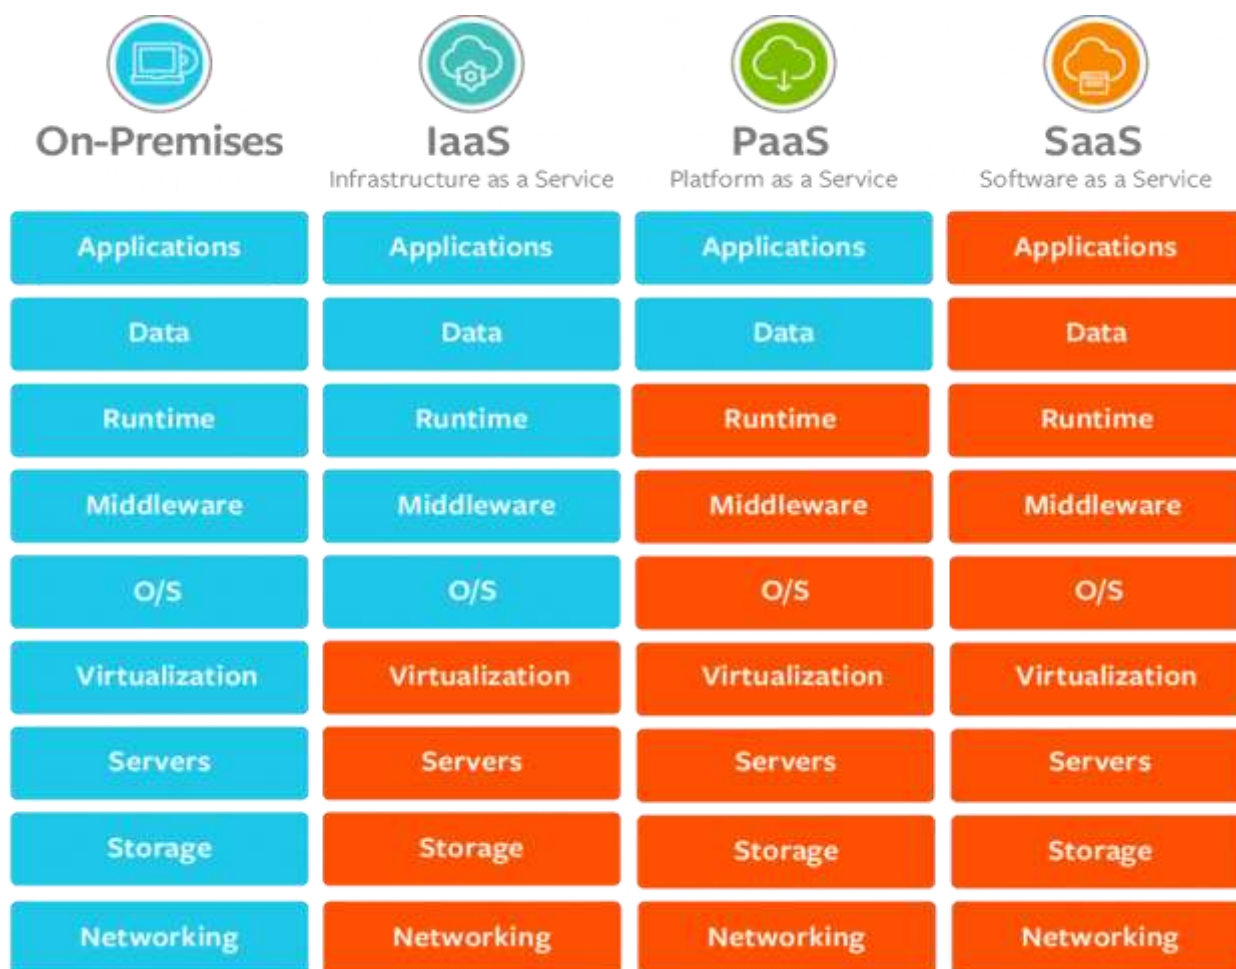 On-Premises IaaS PaaS SaaS
Infrastructure as a Service Platform as a Service Software as a Service
Applications Applications Applications Applications
Data Data Data Data
Runtime Runtime Runtime Runtime
Middleware Middleware Middleware Middleware
O/S O/S O/S O/S
Virtualization Virtualization Virtualization Virtualization
Servers Servers Servers Servers
Storage Storage Storage Storage
Networking Networking Networking Networking